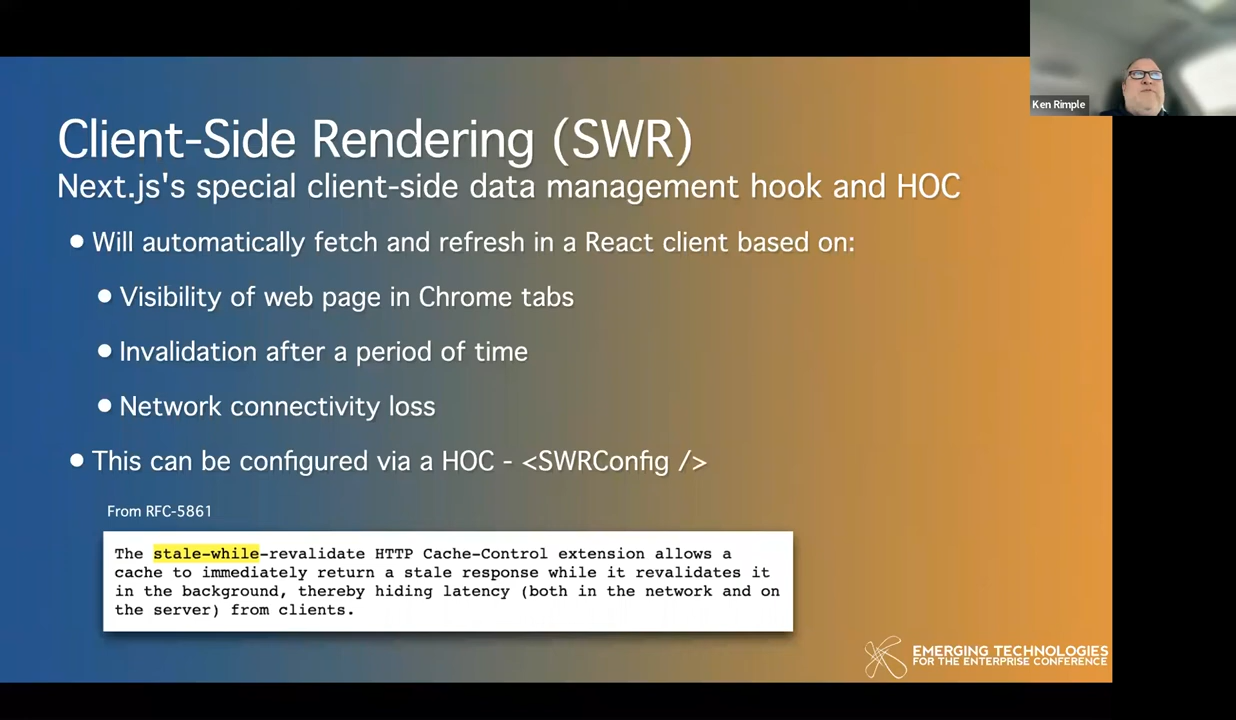 Client-Side Rendering (SWR)
Next.js's special client-side data management hook and HOC
• Will automatically fetch and refresh in a React client based on:
• Visibility of web page in Chrome tabs
• Invalidation after a period of time
• Network connectivity loss
• This can be configured via a HOC - <SWRConfig />
From RFC-5861
The stale-while-revalidate HTTP Cache-Control extension allows a
cache to immediately return a stale response while it revalidates it
in the background, thereby hiding latency (both in the network and on
the server) from clients.
EMERGING TECHNOLOGIES
FOR THE ENTERPRISE CONFERENCE
Ken Rimple